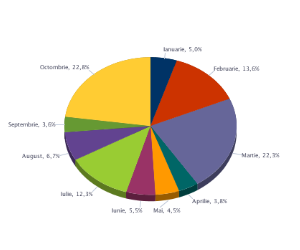 Ianuarie, 5,0%
Februarie, 13,6%
Martie, 22,3%
Aprilie, 3,8%
Mai, 4,5%
Iunie, 5,5%
Iulie, 12,3%
August, 6,7%
Septembrie, 3,6%
Octombrie, 22,8%